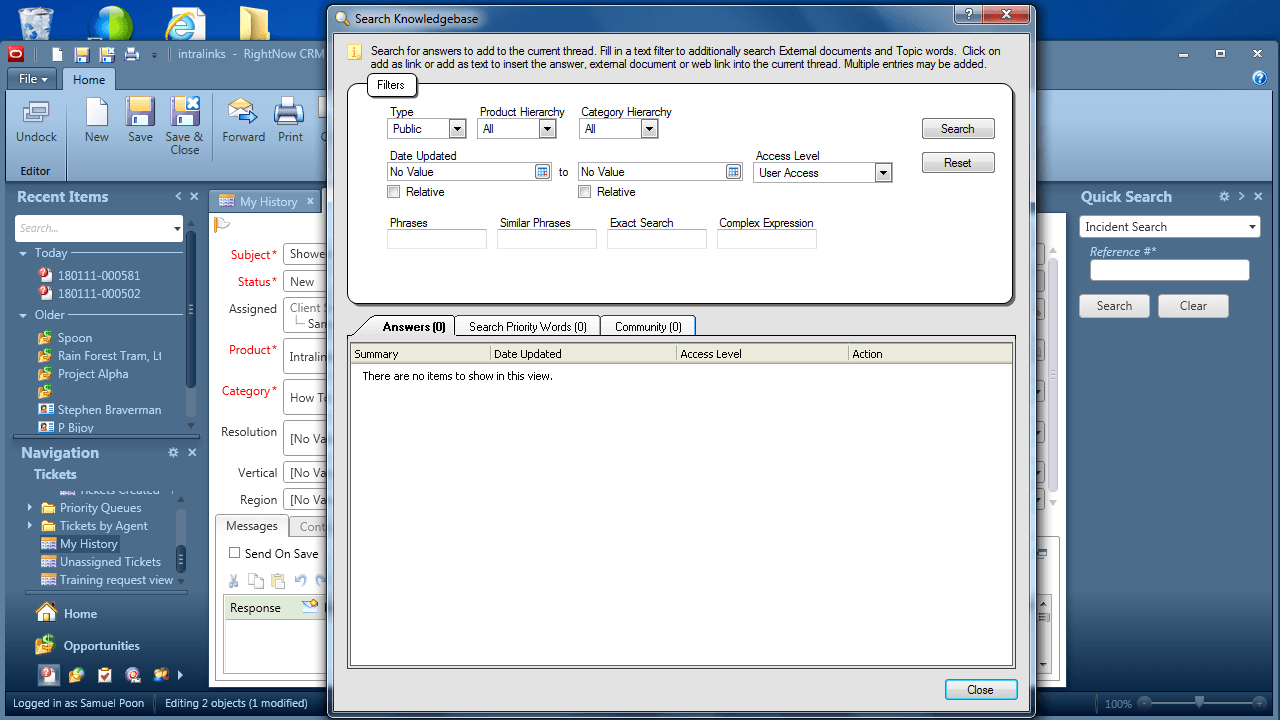 Search Knowledgebase
?
intralinks - RightNow CRM
Search for answers to add to the current thread. Fill in a text filter to additionally search External documents and Topic words. Click on
add as link or add as text to insert the answer, external document or web link into the current thread. Multiple entries may be added.
File
Home
Undock
New
Save
Save &
Close
Forward
Print
Editor
Filters
Type
Product Hierarchy
Category Hierarchy
Public
All
All
Search
Date Updated
Access Level
No Value
to
No Value
User Access
Reset
Relative
Relative
Phrases
Similar Phrases
Exact Search
Complex Expression
Answers (0)
Search Priority Words (0)
Community (0)
Summary
Date Updated
Access Level
Action
There are no items to show in this view.
Close
Recent Items
Search...
Today
180111-000581
180111-000502
Older
Spoon
Rain Forest Tram, Lt
Project Alpha
Stephen Braverman
P Bijoy
Navigation
Tickets
Tickets Created
Priority Queues
Tickets by Agent
My History
Unassigned Tickets
Training request view
Home
Opportunities
My History
Subject*
Showe
Status*
New
Assigned
Client S
San
Product*
Intralin
Category*
How To
Resolution
[No Va
Vertical
[No Va
Region
[No Va
Messages
Cont
Send On Save
Response
Quick Search
Incident Search
Reference #*
Search
Clear
Logged in as: Samuel Poon
Editing 2 objects (1 modified)
100%